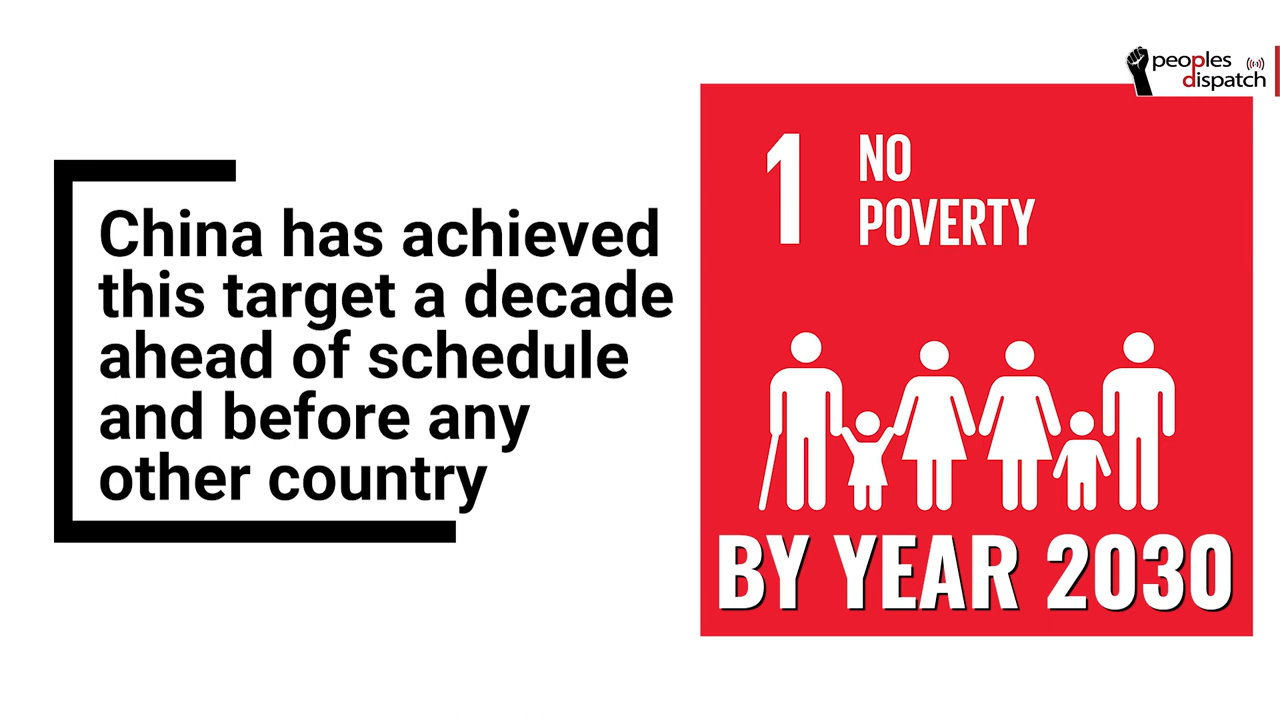 peoples
dispatch
China has achieved
this target a decade
ahead of schedule
and before any
other country
1
NO
POVERTY
BY YEAR 2030